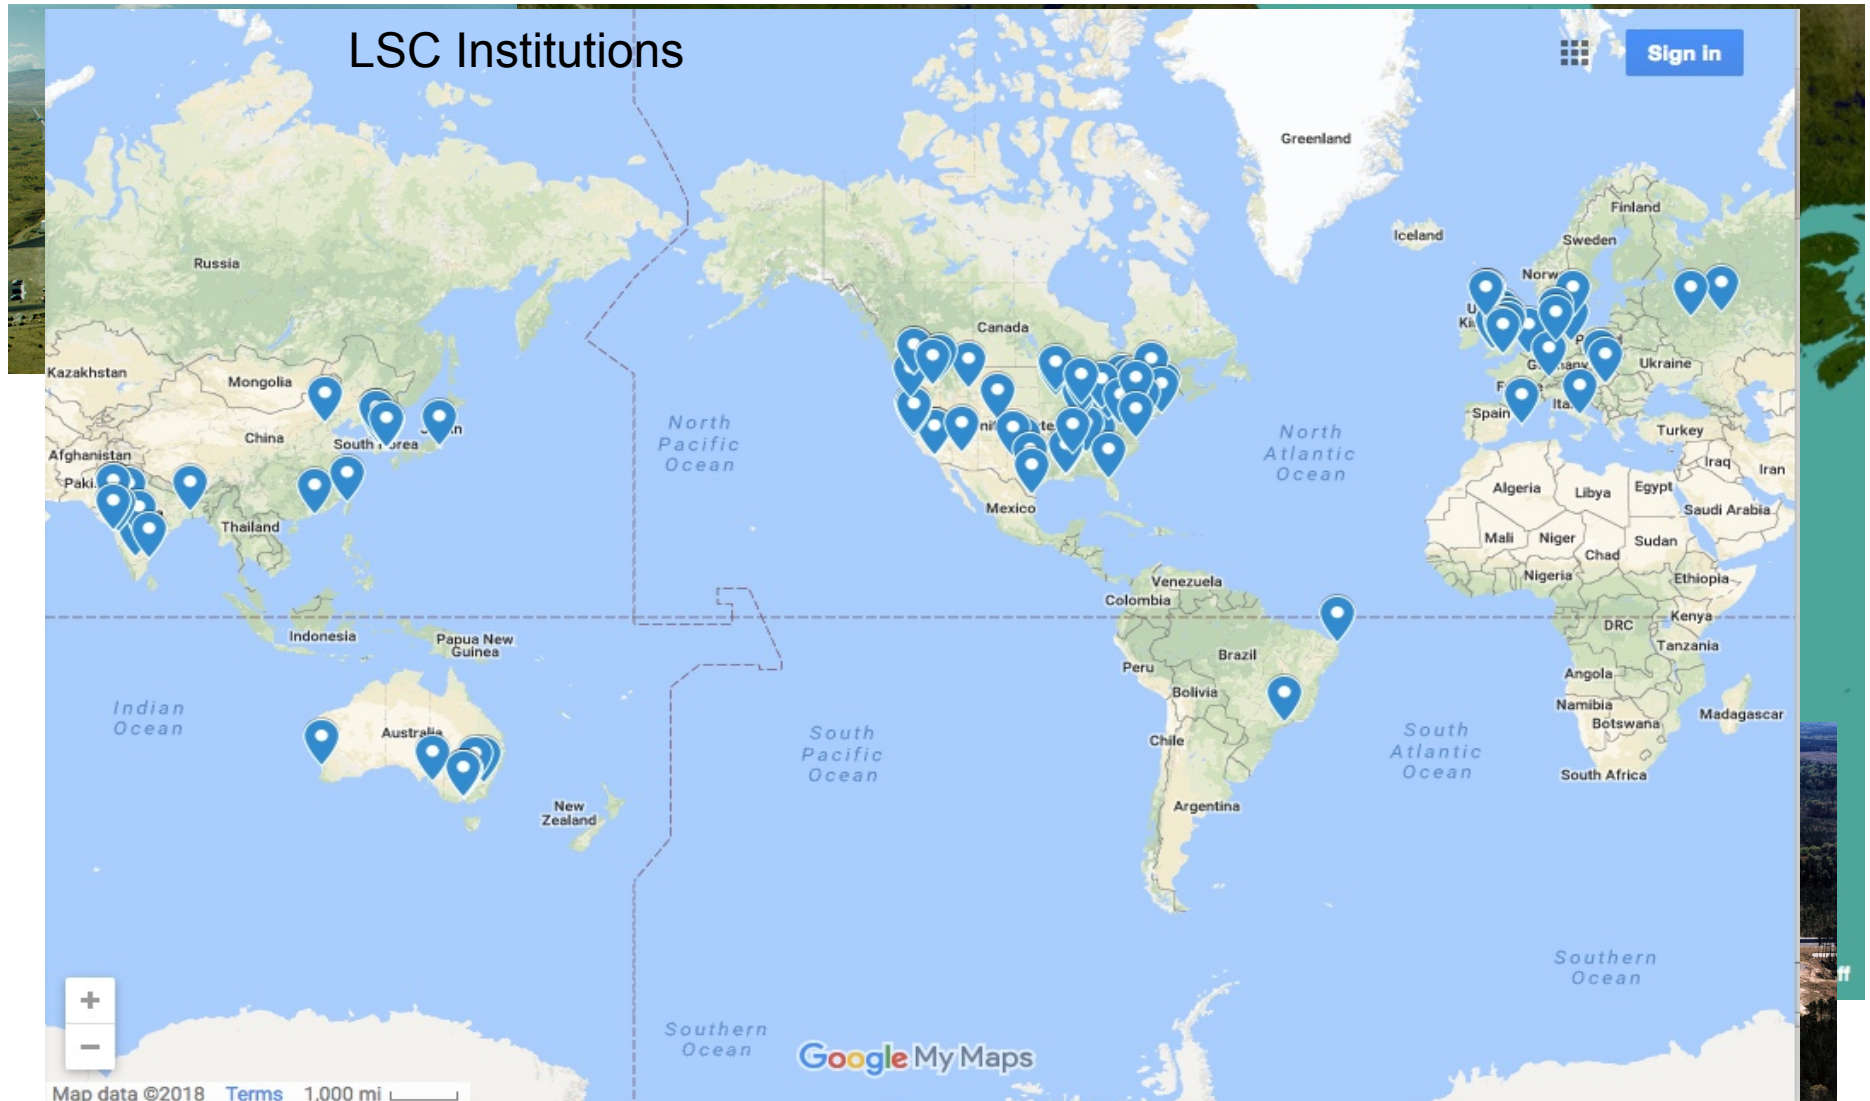 LSC Institutions
Sign in
Greenland
Finland
Iceland
Sweden
Russia
Canada
Kazakhstan
Mongolia
Ukraine
North
Pacific
Ocean
North
Atlantic
Ocean
Spain
Turkey
China
South
Afghanistan
Iraq
Iran
Algeria
Libya
Egypt
Saudi Arabia
Mexico
Thailand
Mali
Niger
Chad
Sudan
Nigeria
Ethiopia
Venezuela
Colombia
DRC
Kenya
Tanzania
Indonesia
Papua New
Guinea
Peru
Brazil
Bolivia
Angola
Namibia
Botswana
Madagascar
Indian
Ocean
Australia
South
Pacific
Ocean
Chile
South
Atlantic
Ocean
South Africa
New
Zealand
Argentina
Southern
Ocean
ff
+
−
Southern
Ocean
Google My Maps
Map data ©2018 Terms 1,000 mi